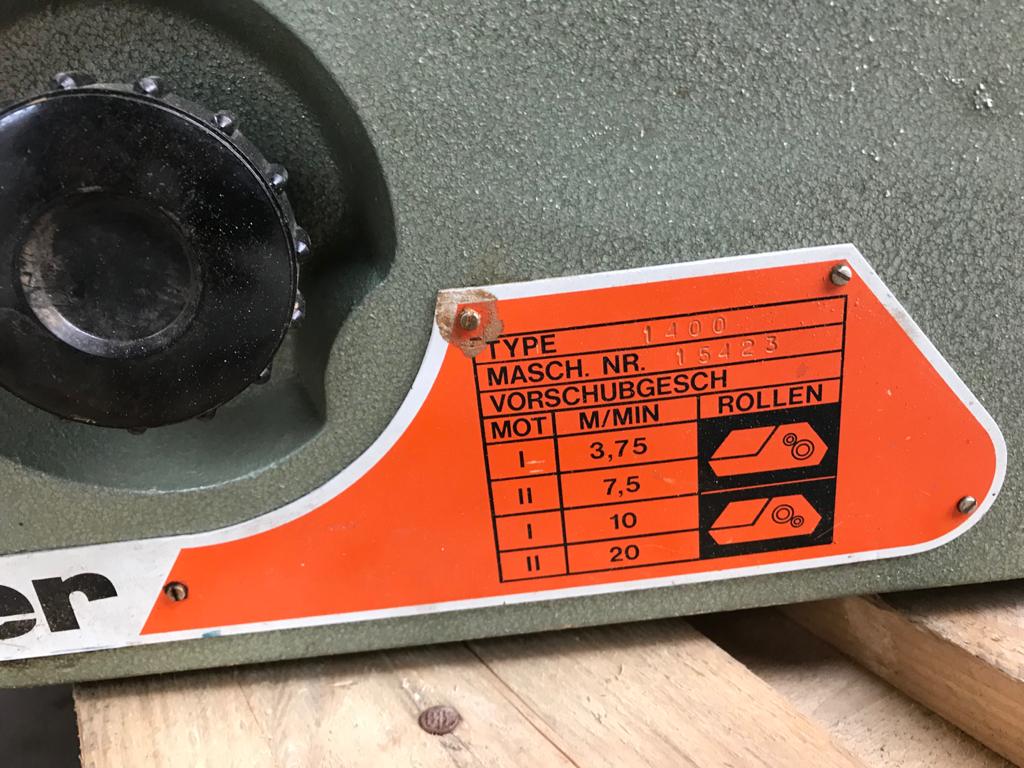 TYPE 1400
MASCH. NR. 15423
VORSCHUBGESCH
MOT M/MIN ROLLEN
I 3,75
II 7,5
I 10
II 20
er